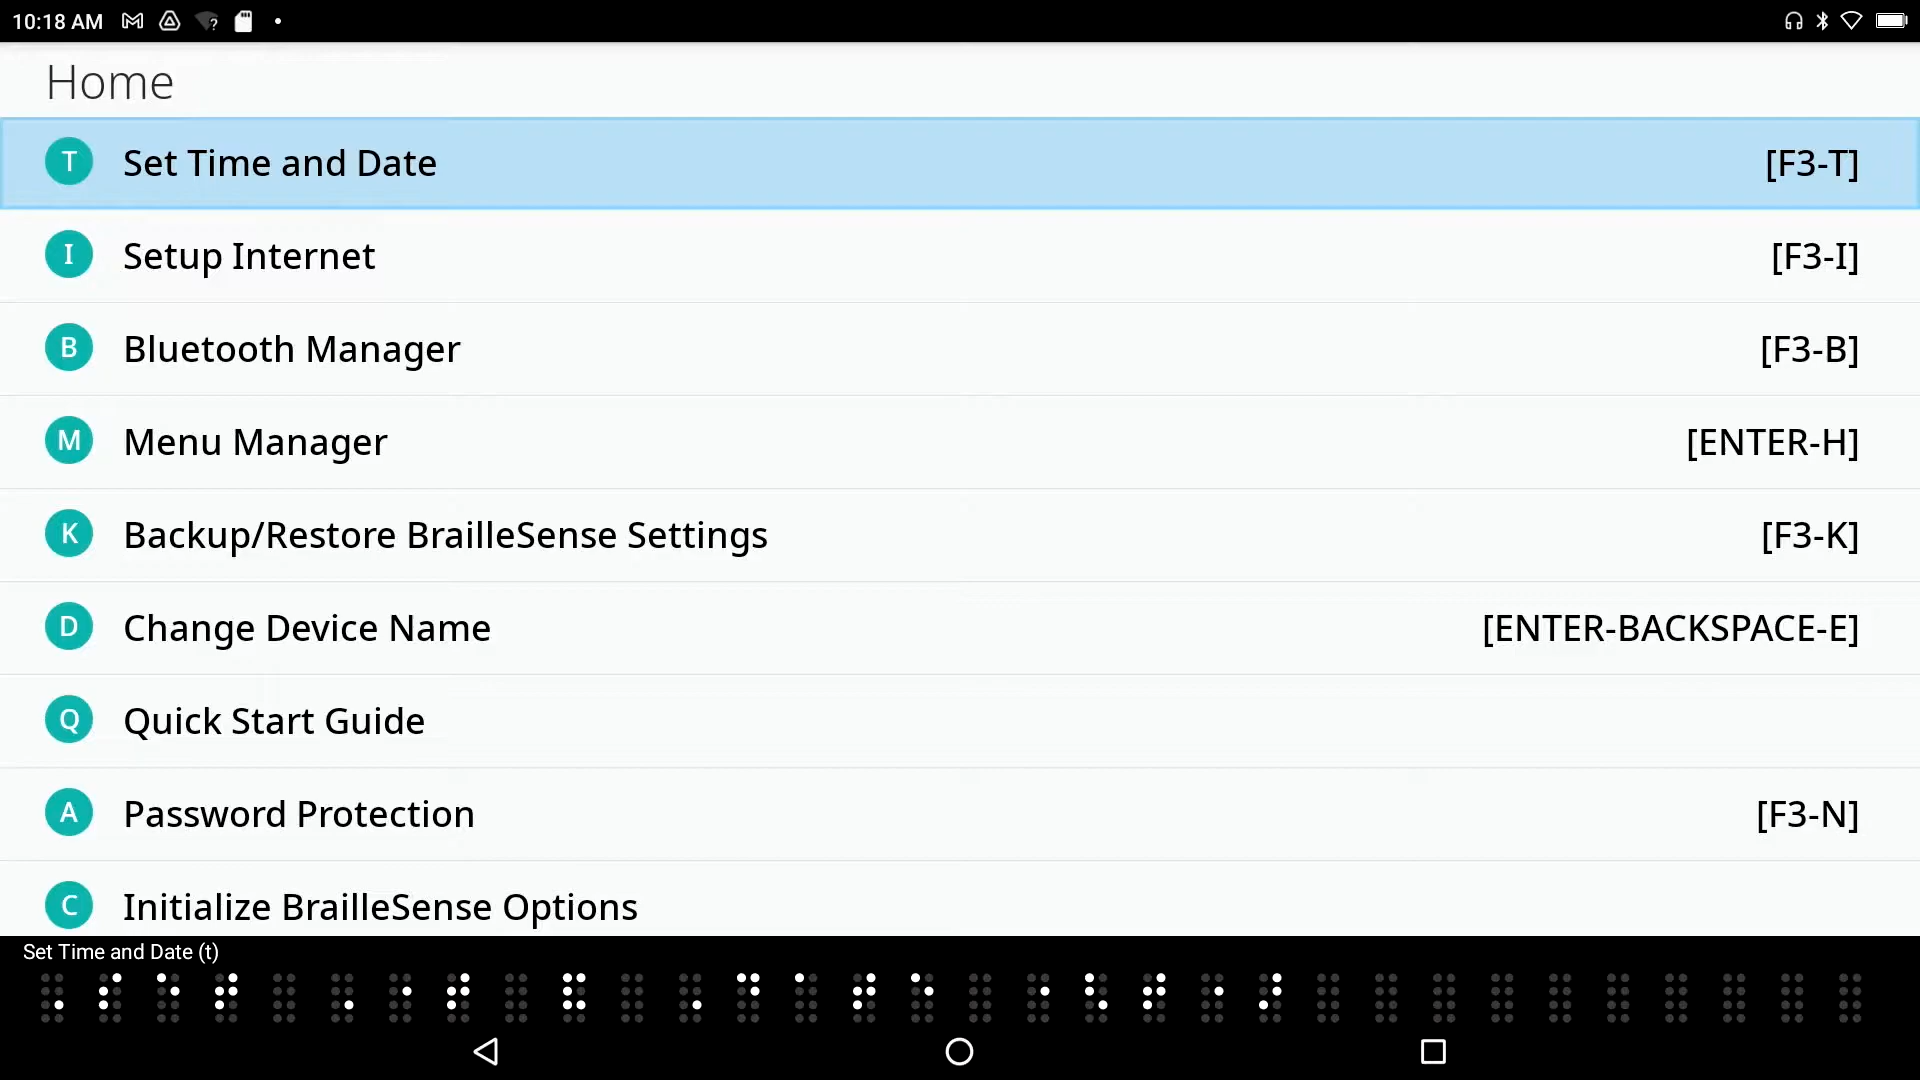 10:18 AM
Home
T Set Time and Date [F3-T]
I Setup Internet [F3-I]
B Bluetooth Manager [F3-B]
M Menu Manager [ENTER-H]
K Backup/Restore BrailleSense Settings [F3-K]
D Change Device Name [ENTER-BACKSPACE-E]
Q Quick Start Guide
A Password Protection [F3-N]
C Initialize BrailleSense Options
Set Time and Date (t)